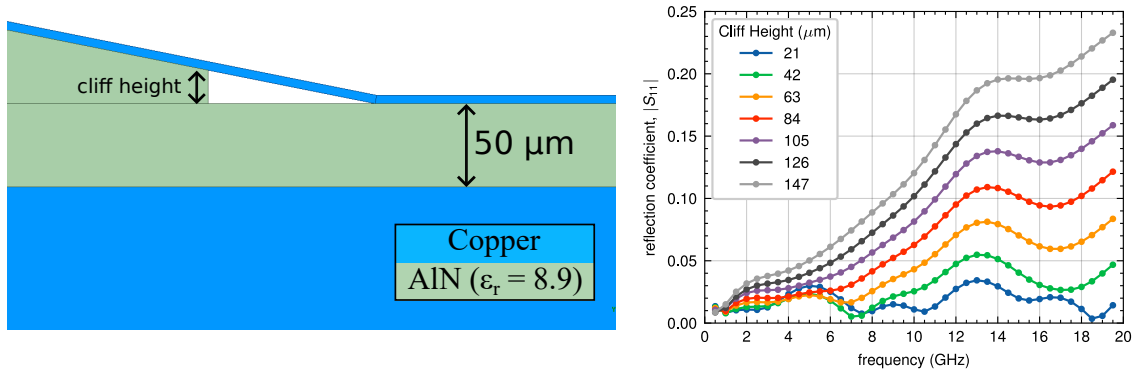 cliff height
50 μm
Copper
AlN (εr = 8.9)
reflection coefficient, |S11|
0.25
0.20
0.15
0.10
0.05
0.00
Cliff Height (μm)
21
42
63
84
105
126
147
0 2 4 6 8 10 12 14 16 18 20
frequency (GHz)